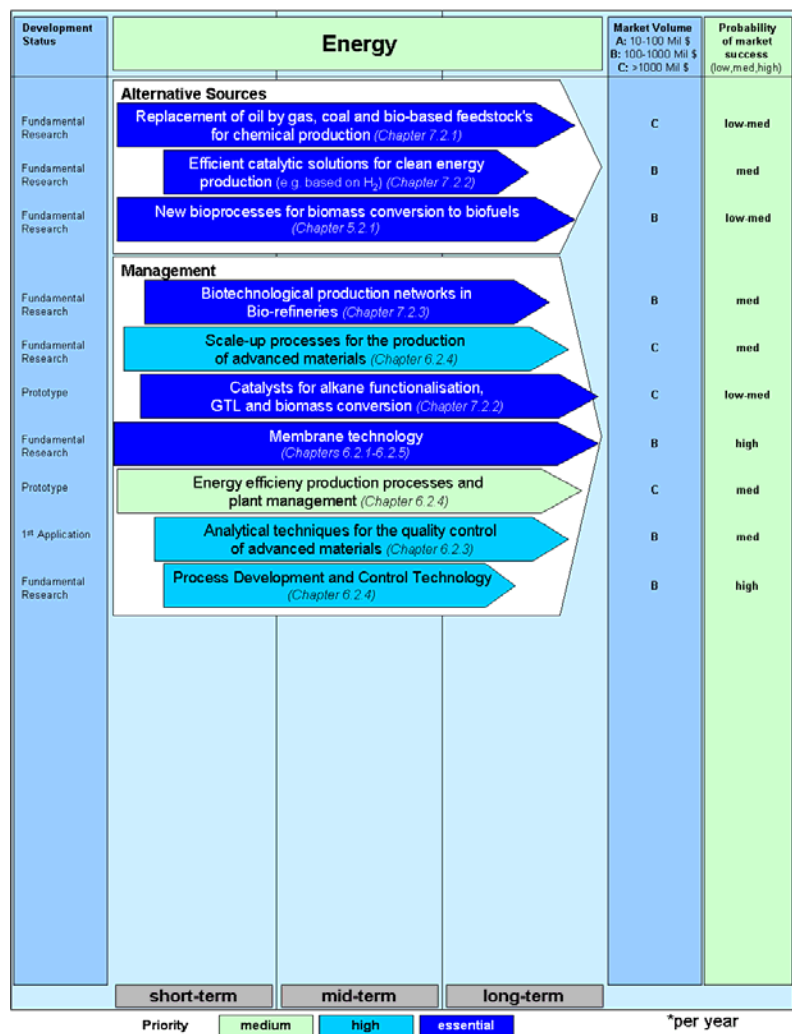 Development
Status
Energy
Market Volume
A: 10-100 Mil $
B: 100-1000 Mil $
C: >1000 Mil $
Probability
of market
success
(low,med,high)
Alternative Sources
Fundamental
Research
Replacement of oil by gas, coal and bio-based feedstock's
for chemical production (Chapter 7.2.1)
C
low-med
Fundamental
Research
Efficient catalytic solutions for clean energy
production (e.g. based on H2) (Chapter 7.2.2)
B
med
Fundamental
Research
New bioprocesses for biomass conversion to biofuels
(Chapter 5.2.1)
B
low-med
Management
Fundamental
Research
Biotechnological production networks in
Bio-refineries (Chapter 7.2.3)
B
med
Fundamental
Research
Scale-up processes for the production
of advanced materials (Chapter 6.2.4)
C
med
Prototype
Catalysts for alkane functionalisation,
GTL and biomass conversion (Chapter 7.2.2)
C
low-med
Fundamental
Research
Membrane technology
(Chapters 6.2.1-6.2.5)
B
high
Prototype
Energy efficieny production processes and
plant management (Chapter 6.2.4)
C
med
1st Application
Analytical techniques for the quality control
of advanced materials (Chapter 6.2.3)
B
med
Fundamental
Research
Process Development and Control Technology
(Chapter 6.2.4)
B
high
short-term
mid-term
long-term
Priority
medium
high
essential
*per year